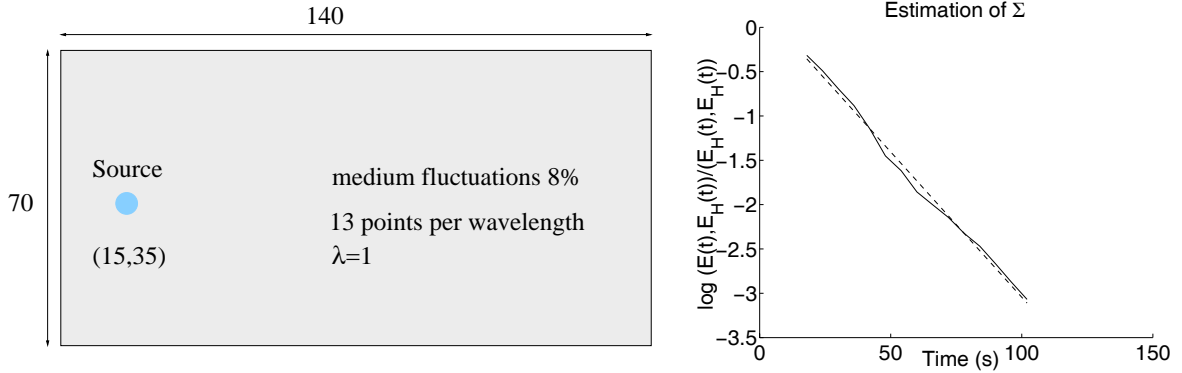 140
70
Source
(15,35)
medium fluctuations 8%
13 points per wavelength
λ=1
Estimation of Σ
log (E(t),E_H(t))/(E_H(t),E_H(t))
0
−0.5
−1
−1.5
−2
−2.5
−3
−3.5
0
50
100
150
Time (s)